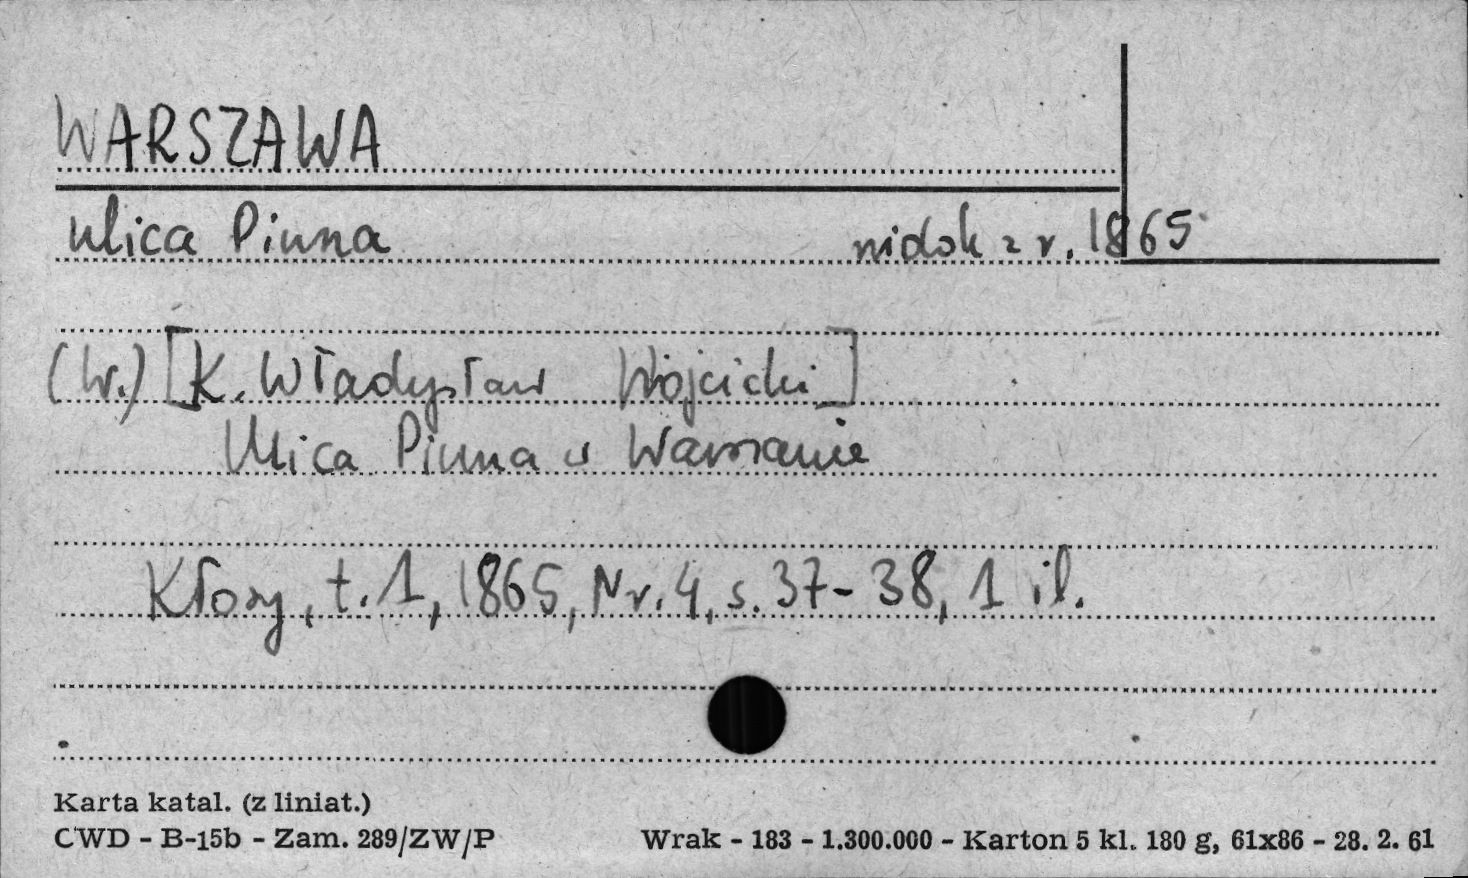 WARSZAWA
ulica Piwna widok z r. 1865
(W.) [K. Władysław Wójcicki]
Ulica Piwna w Warszawie
Kłosy, t. 1, 1865, Nr. 4, s. 37-38, 1 il.
Karta katal. (z liniat.)
CWD - B-15b - Zam. 289/ZW/P Wrak - 183 - 1.300.000 - Karton 5 kl. 180 g, 61x86 - 28. 2. 61